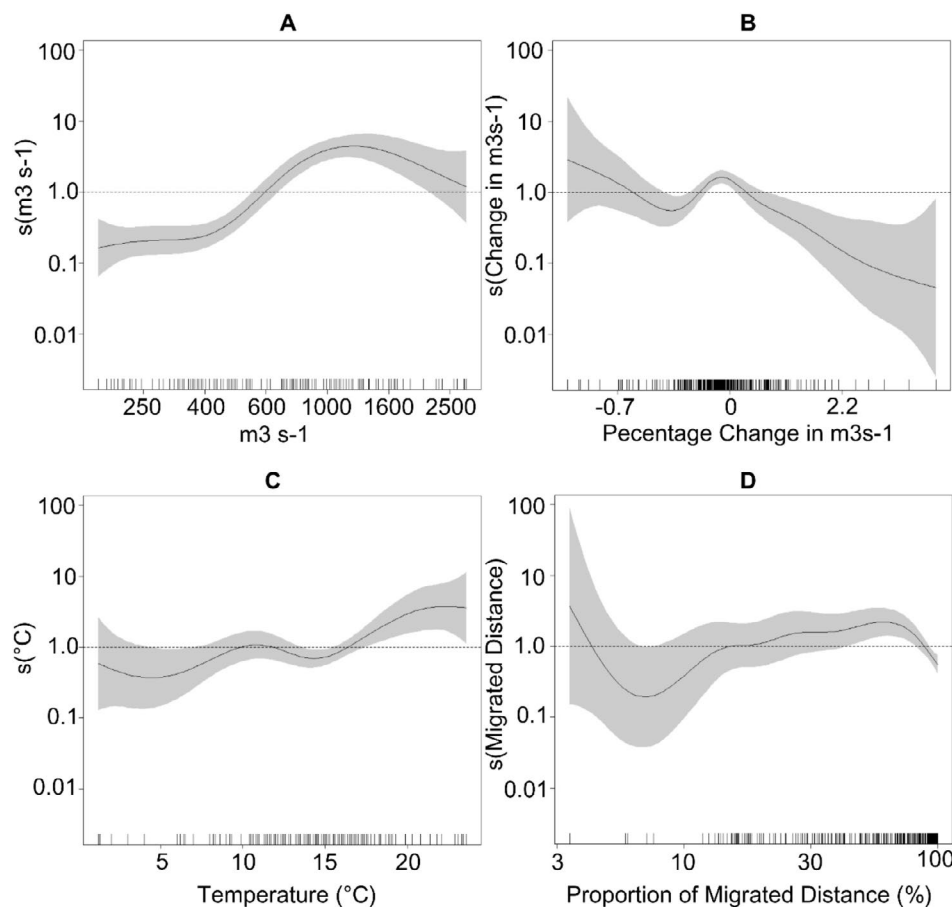 A
100
10
1.0
0.1
0.01
s(m3 s-1)
250 400 600 1000 1600 2500
m3 s-1
B
100
10
1.0
0.1
0.01
s(Change in m3s-1)
-0.7 0 2.2
Pecentage Change in m3s-1
C
100
10
1.0
0.1
0.01
s(°C)
5 10 15 20
Temperature (°C)
D
100
10
1.0
0.1
0.01
s(Migrated Distance)
3 10 30 100
Proportion of Migrated Distance (%)